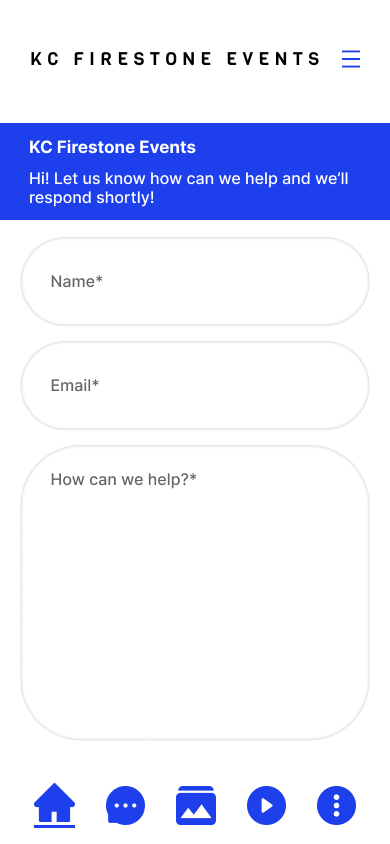 KC FIRESTONE EVENTS
KC Firestone Events
Hi! Let us know how can we help and we’ll
respond shortly!
Name*
Email*
How can we help?*